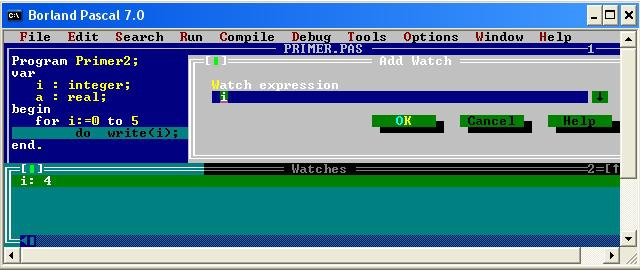 Borland Pascal 7.0
File Edit Search Run Compile Debug Tools Options Window Help
PRIMER.PAS 1
Program Primer2;
var
i : integer;
a : real;
begin
for i:=0 to 5
do write(i);
end.
Add Watch
Watch expression
i
OK Cancel Help
Watches 2
i: 4